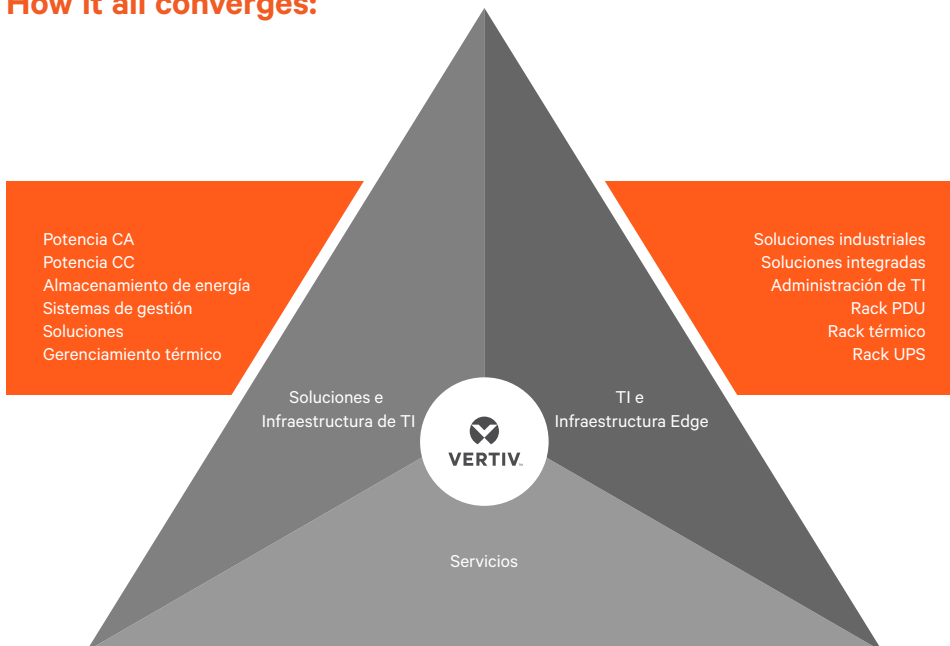 How it all converges:
Potencia CA
Potencia CC
Almacenamiento de energía
Sistemas de gestión
Soluciones
Gerenciamiento térmico
Soluciones industriales
Soluciones integradas
Administración de TI
Rack PDU
Rack térmico
Rack UPS
Soluciones e
Infraestructura de TI
TI e
Infraestructura Edge
VERTIV™
Servicios